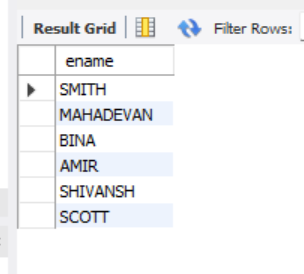 Result Grid Filter Rows:
ename
SMITH
MAHADEVAN
BINA
AMIR
SHIVANSH
SCOTT